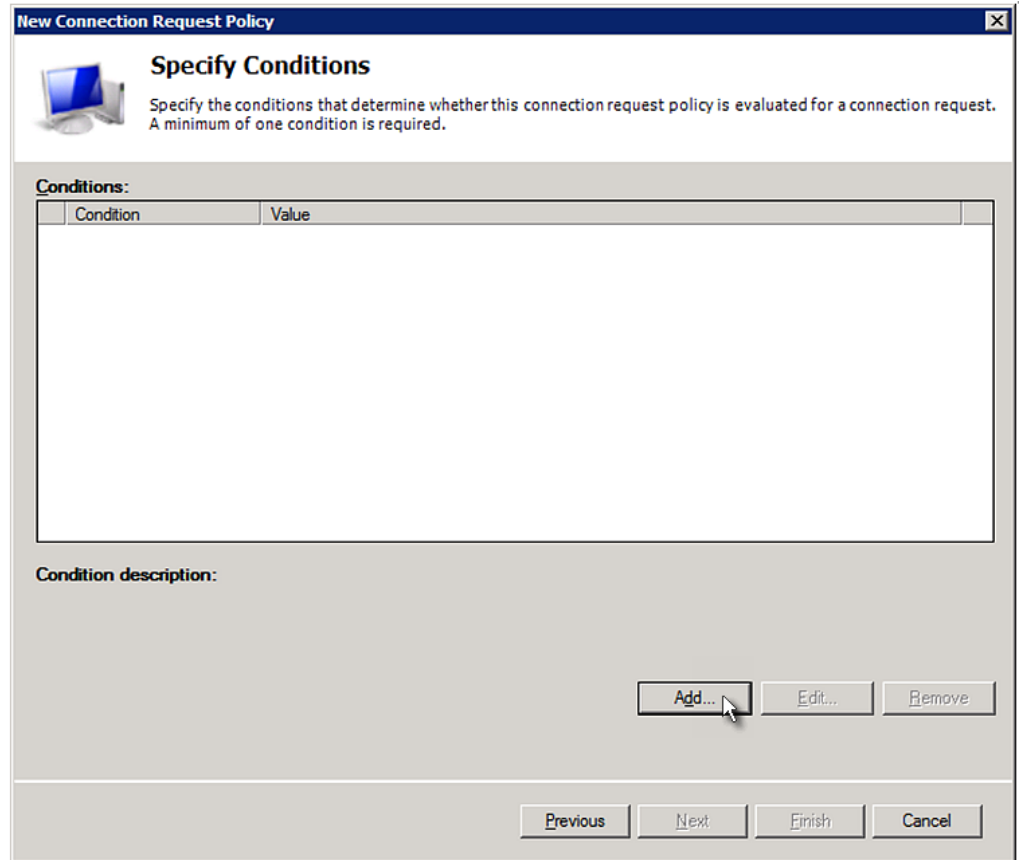 New Connection Request Policy
Specify Conditions
Specify the conditions that determine whether this connection request policy is evaluated for a connection request.
A minimum of one condition is required.
Conditions:
Condition Value
Condition description:
Add... Edit... Remove
Previous Next Finish Cancel